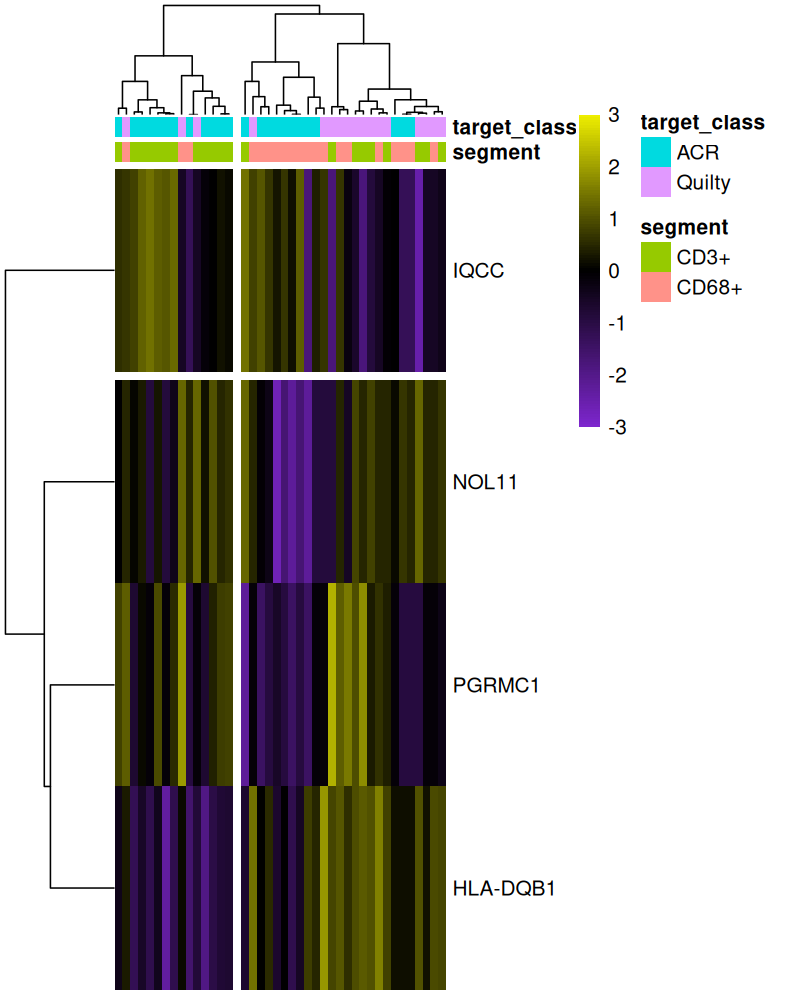 target_class
segment
IQCC
NOL11
PGRMC1
HLA-DQB1
3
2
1
0
-1
-2
-3
target_class
ACR
Quilty
segment
CD3+
CD68+